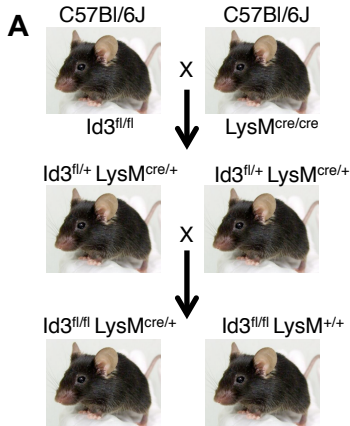 A
C57Bl/6J C57Bl/6J
X
Id3fl/fl LysMcre/cre
Id3fl/+ LysMcre/+ Id3fl/+ LysMcre/+
X
Id3fl/fl LysMcre/+ Id3fl/fl LysM+/+